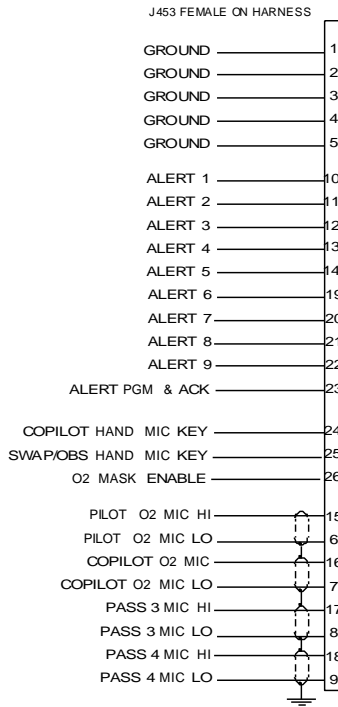 J453 FEMALE ON HARNESS
GROUND 1
GROUND 2
GROUND 3
GROUND 4
GROUND 5
ALERT 1 10
ALERT 2 11
ALERT 3 12
ALERT 4 13
ALERT 5 14
ALERT 6 19
ALERT 7 20
ALERT 8 21
ALERT 9 22
ALERT PGM & ACK 23
COPILOT HAND MIC KEY 24
SWAP/OBS HAND MIC KEY 25
O2 MASK ENABLE 26
PILOT O2 MIC HI 15
PILOT O2 MIC LO 6
COPILOT O2 MIC 16
COPILOT O2 MIC LO 7
PASS 3 MIC HI 17
PASS 3 MIC LO 8
PASS 4 MIC HI 18
PASS 4 MIC LO 9